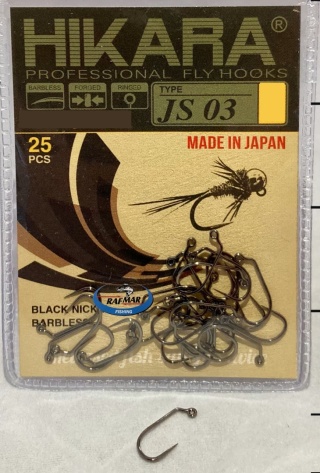 HIKARA®
PROFESSIONAL FLY HOOKS
BARBLESS FORGED RINGED TYPE
JS 03
25
PCS
MADE IN JAPAN
BLACK NICK
BARBLESS
RAFMAR
FISHING